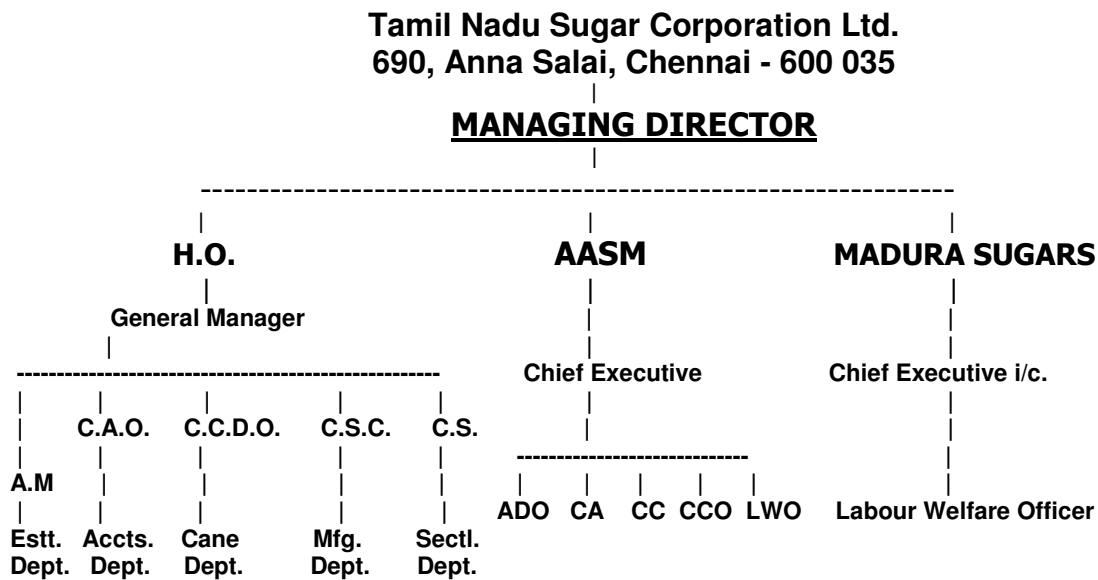 Tamil Nadu Sugar Corporation Ltd.
690, Anna Salai, Chennai - 600 035
MANAGING DIRECTOR
H.O. AASM MADURA SUGARS
General Manager
Chief Executive Chief Executive i/c.
C.A.O. C.C.D.O. C.S.C. C.S.
A.M
ADO CA CC CCO LWO Labour Welfare Officer
Estt. Accts. Cane Mfg. Sectl.
Dept. Dept. Dept. Dept. Dept.